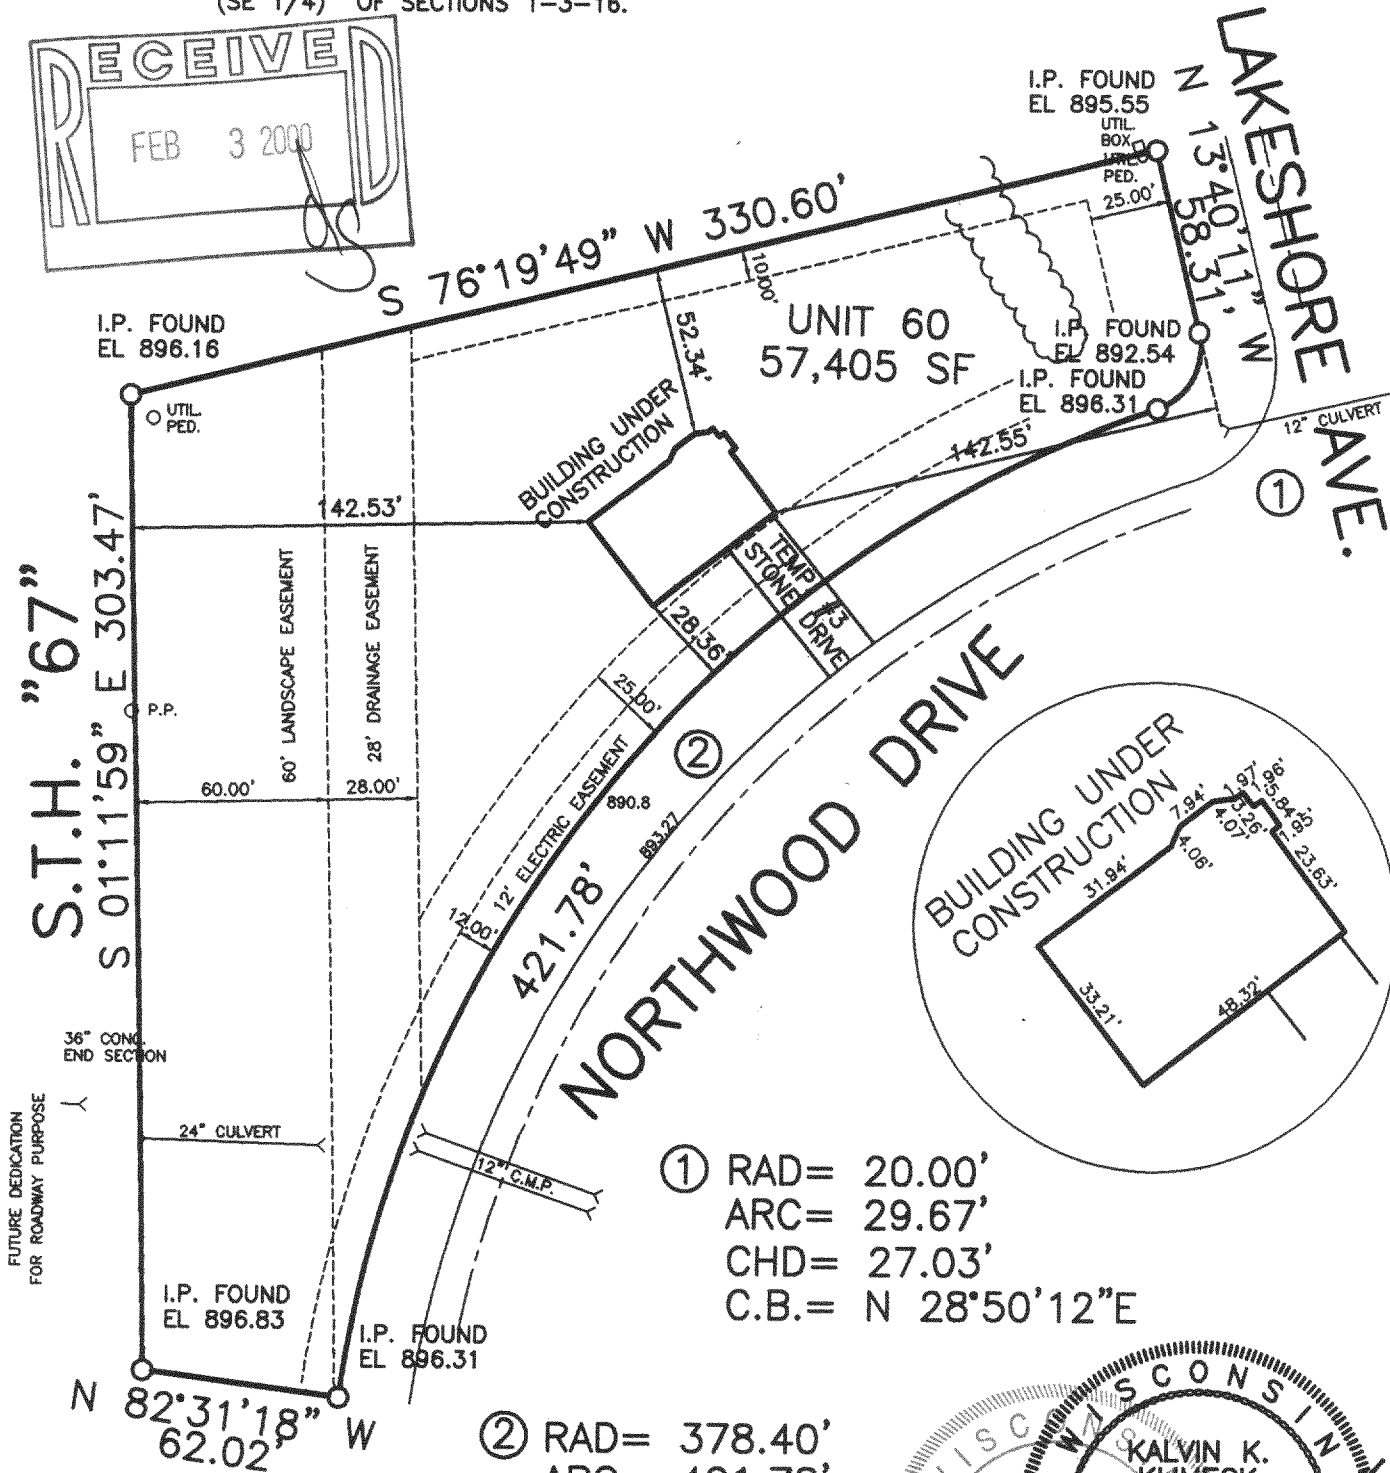 (SE 1/4) OF SECTIONS 1-3-16.
RECEIVED
FEB 3 2000
I.P. FOUND
EL 895.55
UTIL.
BOX
PED.
25.00'
LAKESHORE AVE.
N 13°40'11" W
58.31'
S 76°19'49" W 330.60'
10.00'
52.34'
UNIT 60
57,405 SF
I.P. FOUND
EL 896.16
UTIL.
PED.
I.P. FOUND
EL 892.54
I.P. FOUND
EL 896.31
12" CULVERT
142.55'
1
BUILDING UNDER
CONSTRUCTION
142.53'
TEMP #3
STONE DRIVE
28.36'
25.00'
S.T.H. "67"
S 01°11'59" E 303.47'
P.P.
60' LANDSCAPE EASEMENT
28' DRAINAGE EASEMENT
60.00'
28.00'
2
12' ELECTRIC EASEMENT
890.8
893.27
12.00'
421.78'
NORTHWOOD DRIVE
BUILDING UNDER
CONSTRUCTION
31.94'
7.94'
4.06'
1.97'
1.96'
3.26'
4.07'
5.84'
23.63'
33.21'
48.32'
36" CONC.
END SECTION
24" CULVERT
FUTURE DEDICATION
FOR ROADWAY PURPOSE
12" C.M.P.
1 RAD= 20.00'
ARC= 29.67'
CHD= 27.03'
C.B.= N 28°50'12"E
I.P. FOUND
EL 896.83
I.P. FOUND
EL 896.31
N 82°31'18" W
62.02'
2 RAD= 378.40'
WISCONSIN
KALVIN K.